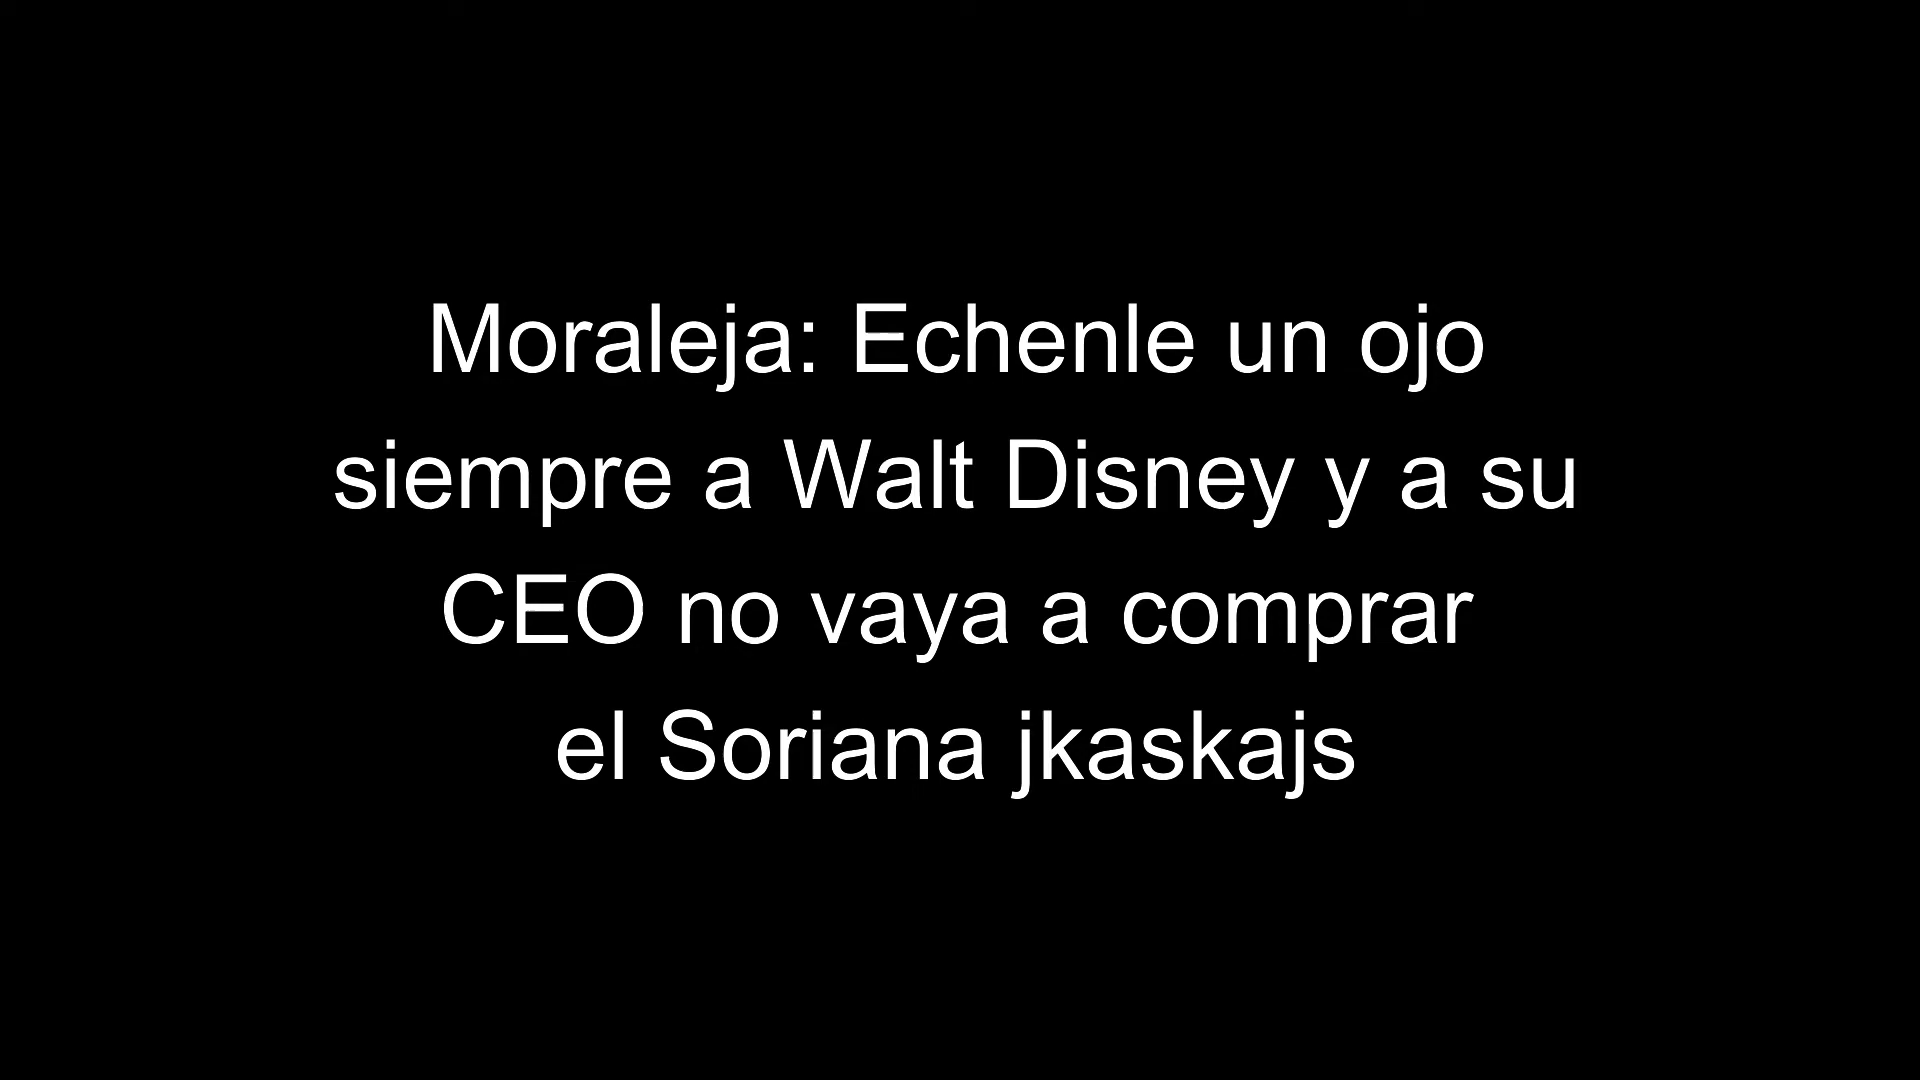 Moraleja: Echenle un ojo
siempre a Walt Disney y a su
CEO no vaya a comprar
el Soriana jkaskajs